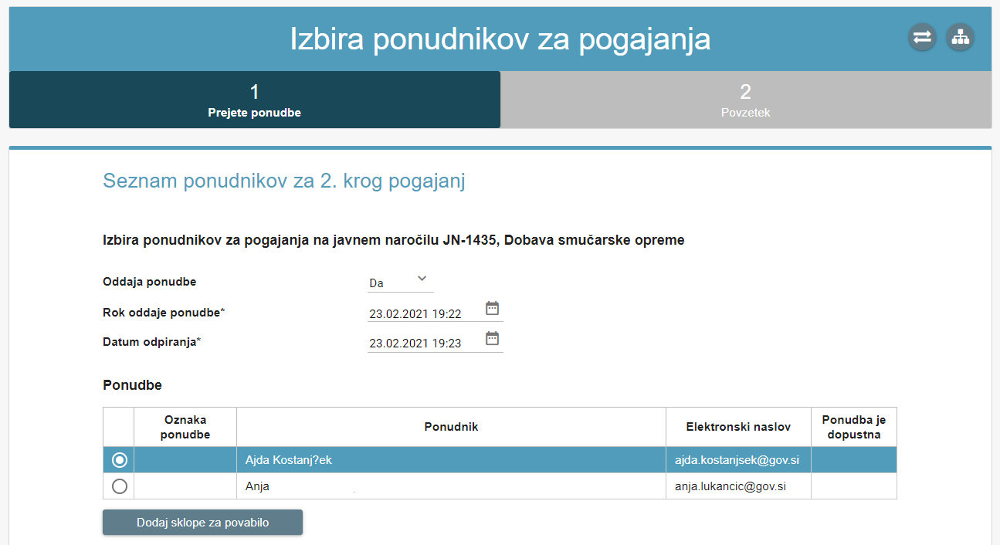 Izbira ponudnikov za pogajanja
1
Prejete ponudbe
2
Povzetek
Seznam ponudnikov za 2. krog pogajanj
Izbira ponudnikov za pogajanja na javnem naročilu JN-1435, Dobava smučarske opreme
Oddaja ponudbe Da
Rok oddaje ponudbe* 23.02.2021 19:22
Datum odpiranja* 23.02.2021 19:23
Ponudbe
Oznaka ponudbe Ponudnik Elektronski naslov Ponudba je dopustna
Ajda Kostanj?ek ajda.kostanjsek@gov.si
Anja anja.lukancic@gov.si
Dodaj sklope za povabilo